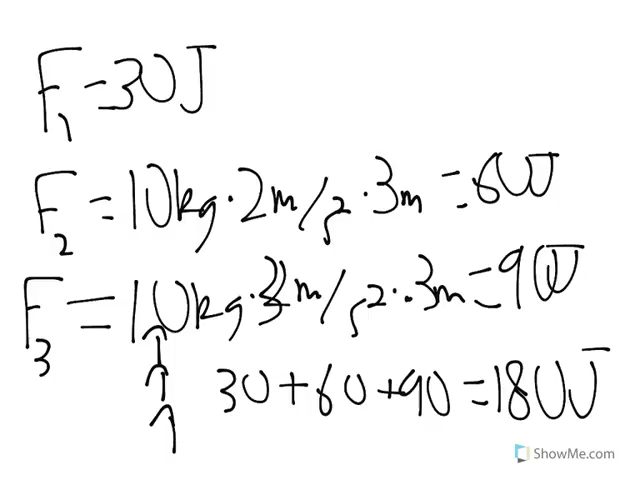 F₁=30J
F₂=10kg·2m/s²·3m=60J
F₃=10kg·3m/s²·3m=90J
30+60+90=180J
ShowMe.com